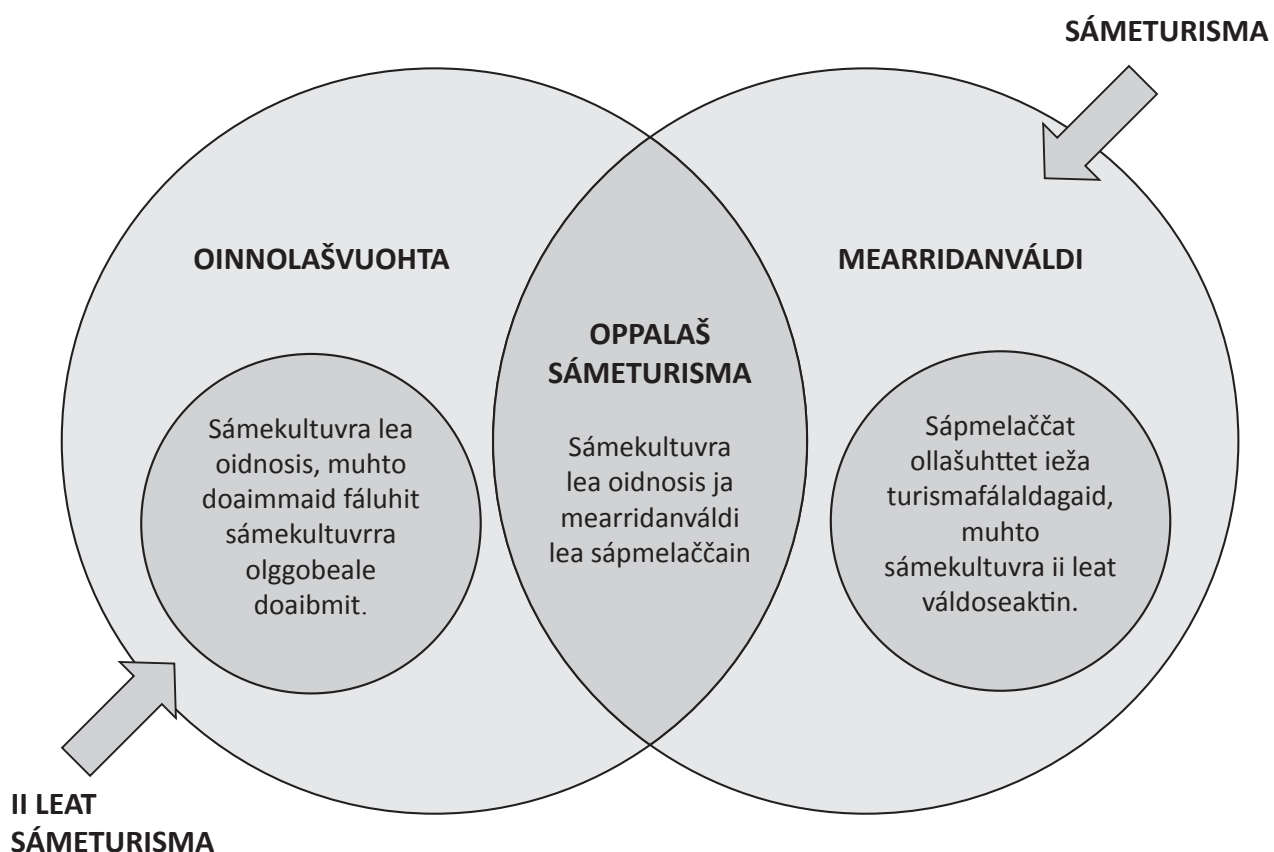 SÁMETURISMA
OINNOLAŠVUOHTA
MEARRIDANVÁLDI
OPPALAŠ
SÁMETURISMA
Sámekultuvra lea
oidnosis, muhto
doaimmaid fáluhit
sámekultuvrra
olggobeale
doaibmit.
Sámekultuvra
lea oidnosis ja
mearridanváldi
lea sápmelaččain
Sápmelaččat
ollašuhttet ieža
turismafálaldagaid,
muhto
sámekultuvra ii leat
váldoseaktin.
II LEAT
SÁMETURISMA